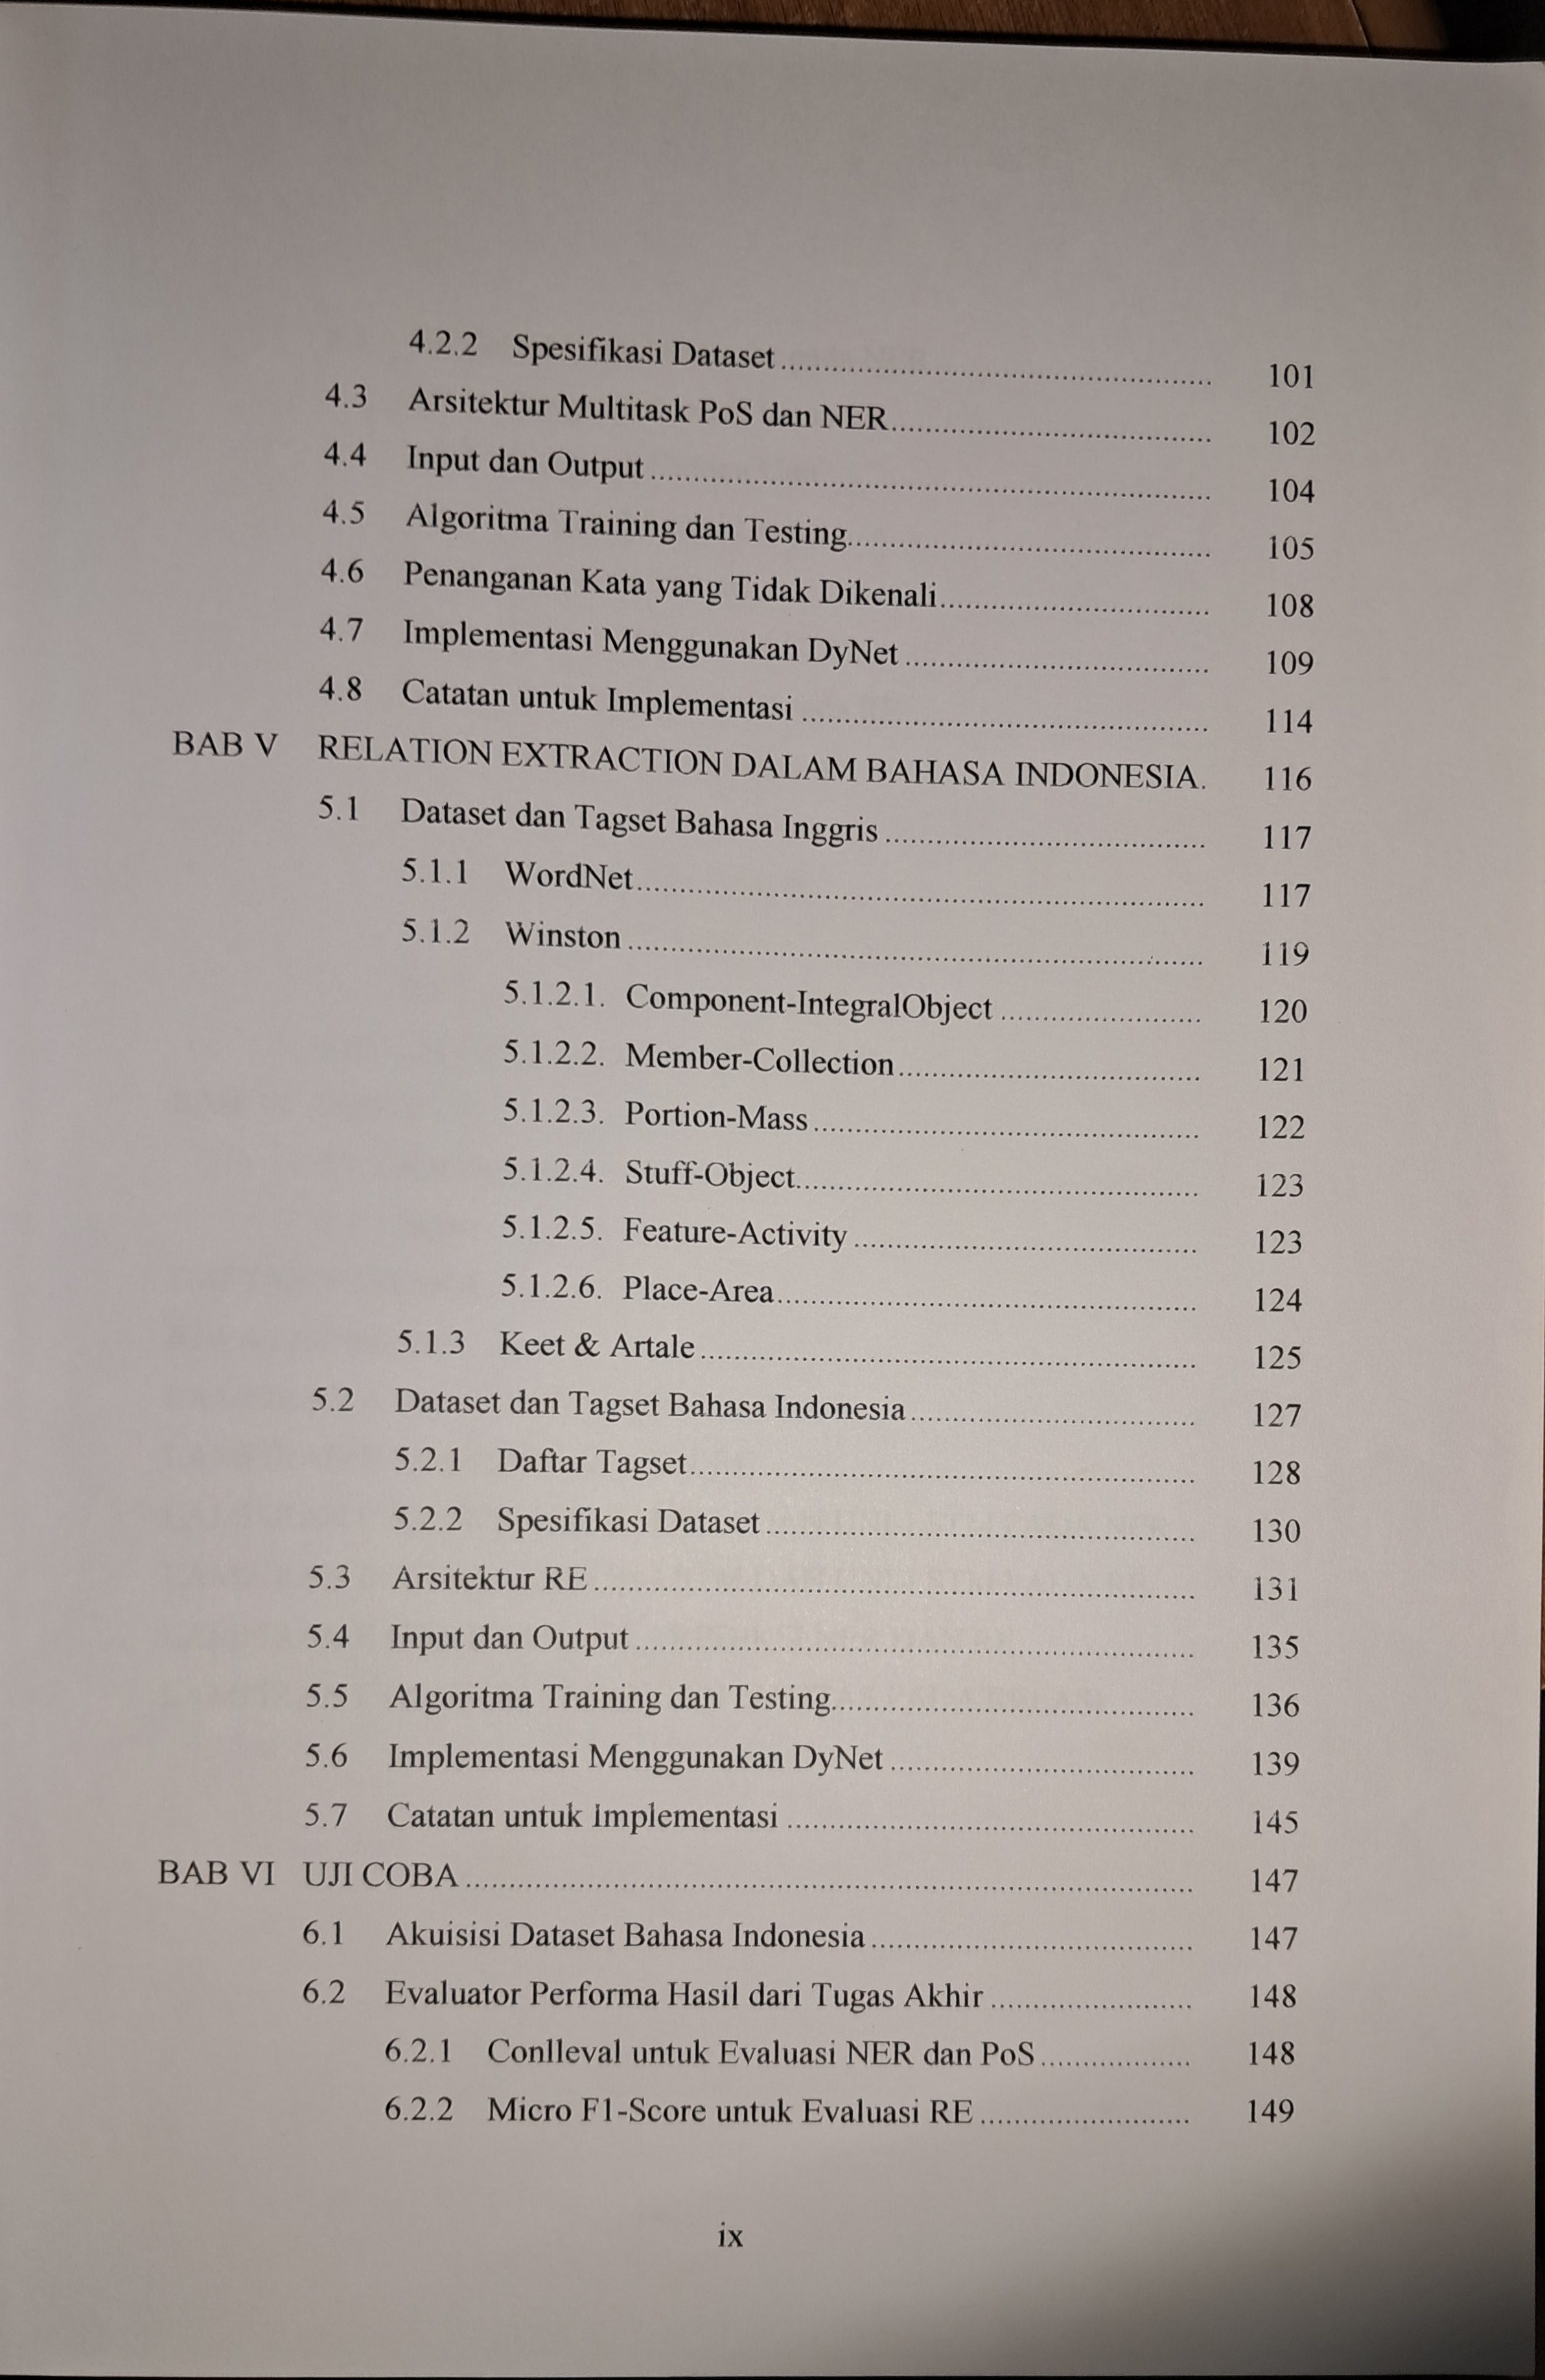 4.2.2 Spesifikasi Dataset 101
4.3 Arsitektur Multitask PoS dan NER 102
4.4 Input dan Output 104
4.5 Algoritma Training dan Testing 105
4.6 Penanganan Kata yang Tidak Dikenali 108
4.7 Implementasi Menggunakan DyNet 109
4.8 Catatan untuk Implementasi 114
BAB V RELATION EXTRACTION DALAM BAHASA INDONESIA. 116
5.1 Dataset dan Tagset Bahasa Inggris 117
5.1.1 WordNet 117
5.1.2 Winston 119
5.1.2.1. Component-IntegralObject 120
5.1.2.2. Member-Collection 121
5.1.2.3. Portion-Mass 122
5.1.2.4. Stuff-Object 123
5.1.2.5. Feature-Activity 123
5.1.2.6. Place-Area 124
5.1.3 Keet & Artale 125
5.2 Dataset dan Tagset Bahasa Indonesia 127
5.2.1 Daftar Tagset 128
5.2.2 Spesifikasi Dataset 130
5.3 Arsitektur RE 131
5.4 Input dan Output 135
5.5 Algoritma Training dan Testing 136
5.6 Implementasi Menggunakan DyNet 139
5.7 Catatan untuk Implementasi 145
BAB VI UJI COBA 147
6.1 Akuisisi Dataset Bahasa Indonesia 147
6.2 Evaluator Performa Hasil dari Tugas Akhir 148
6.2.1 Conlleval untuk Evaluasi NER dan PoS 148
6.2.2 Micro F1-Score untuk Evaluasi RE 149
ix